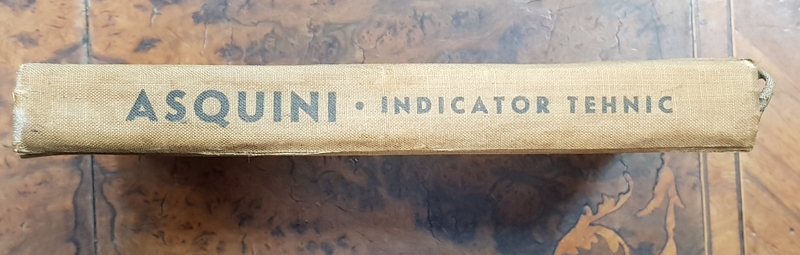 ASQUINI • INDICATOR TEHNIC